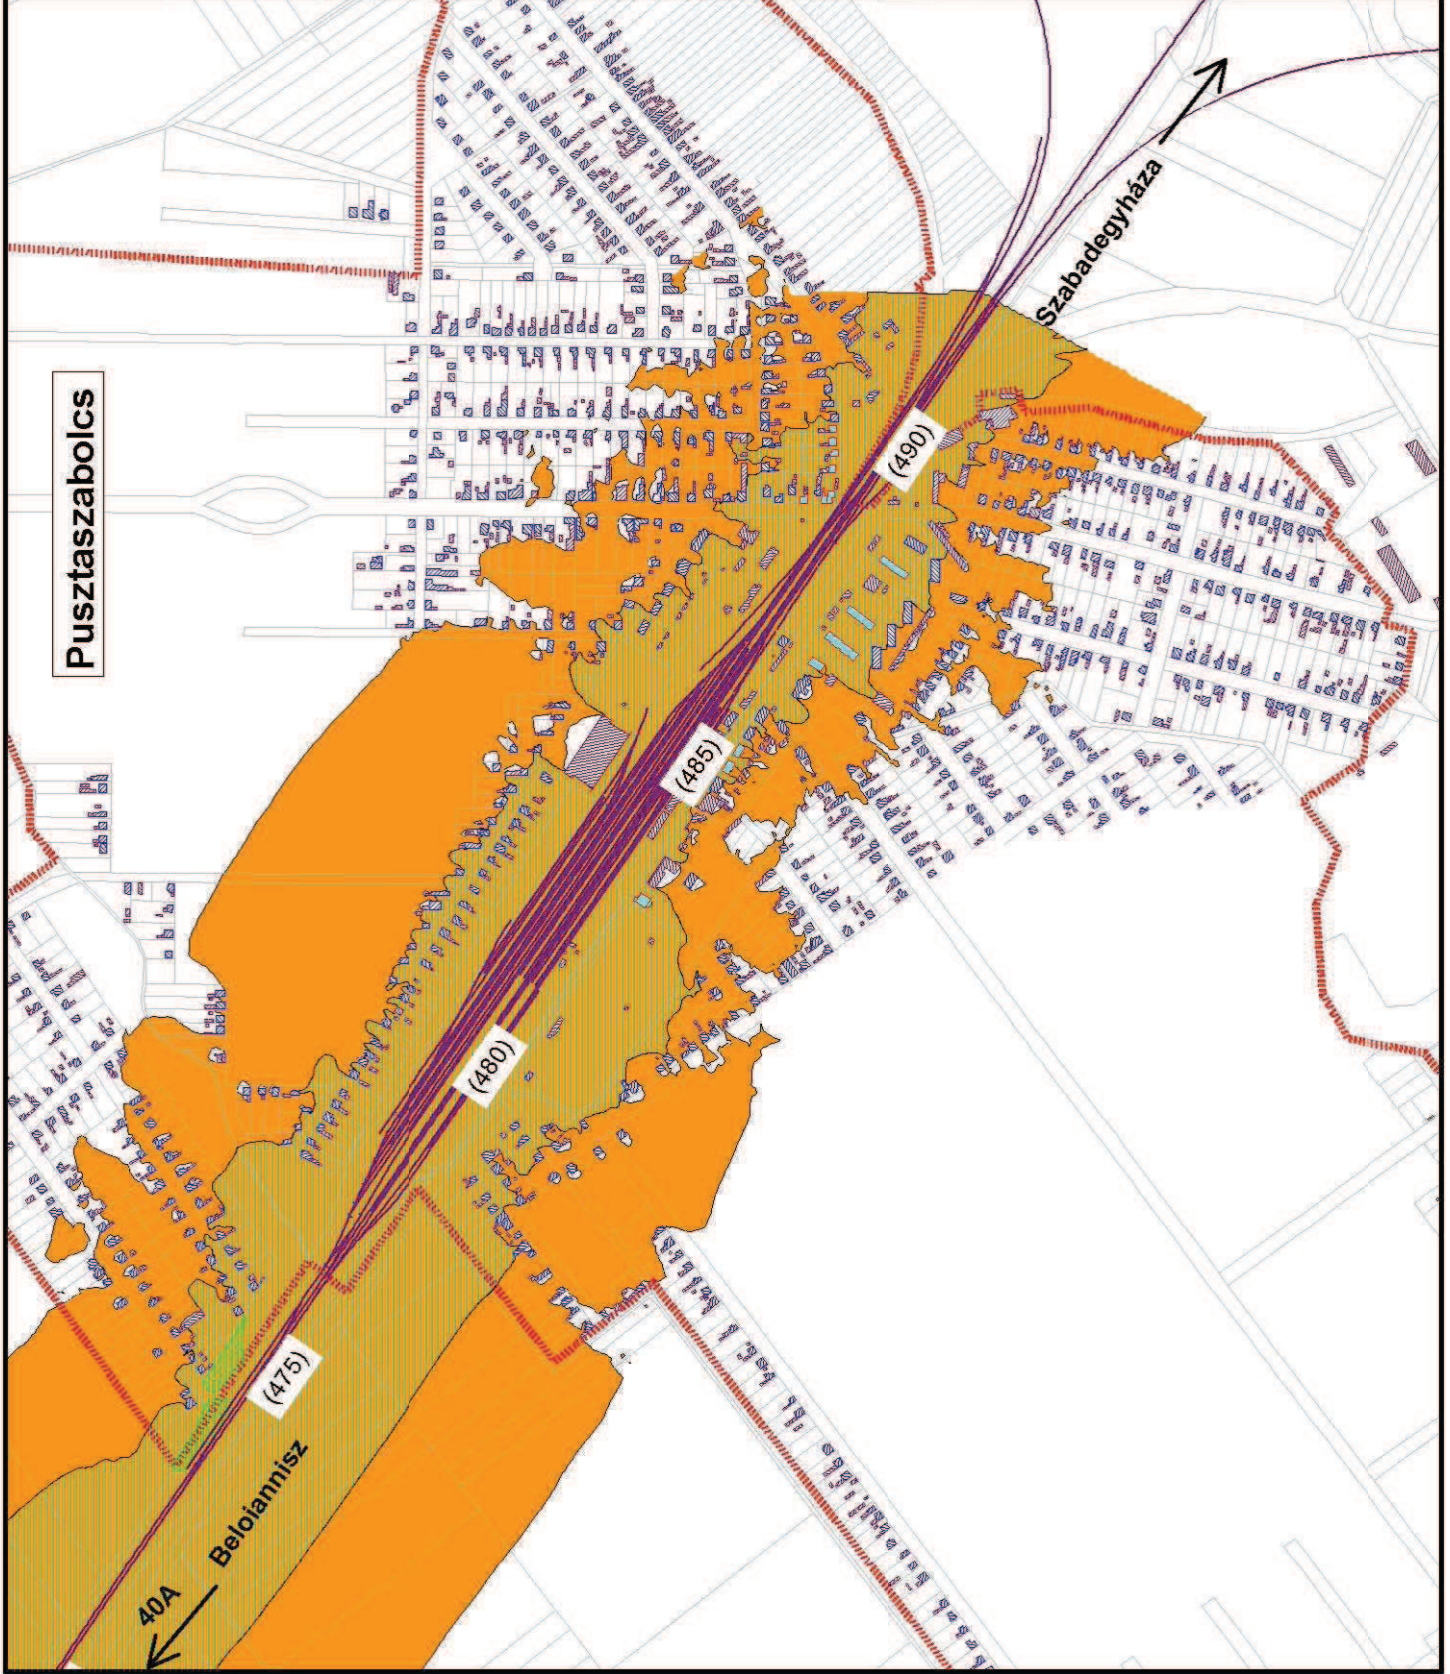 Pusztaszabolcs
Szabadegyháza
(490)
(485)
(480)
(475)
Beloiannisz
40A